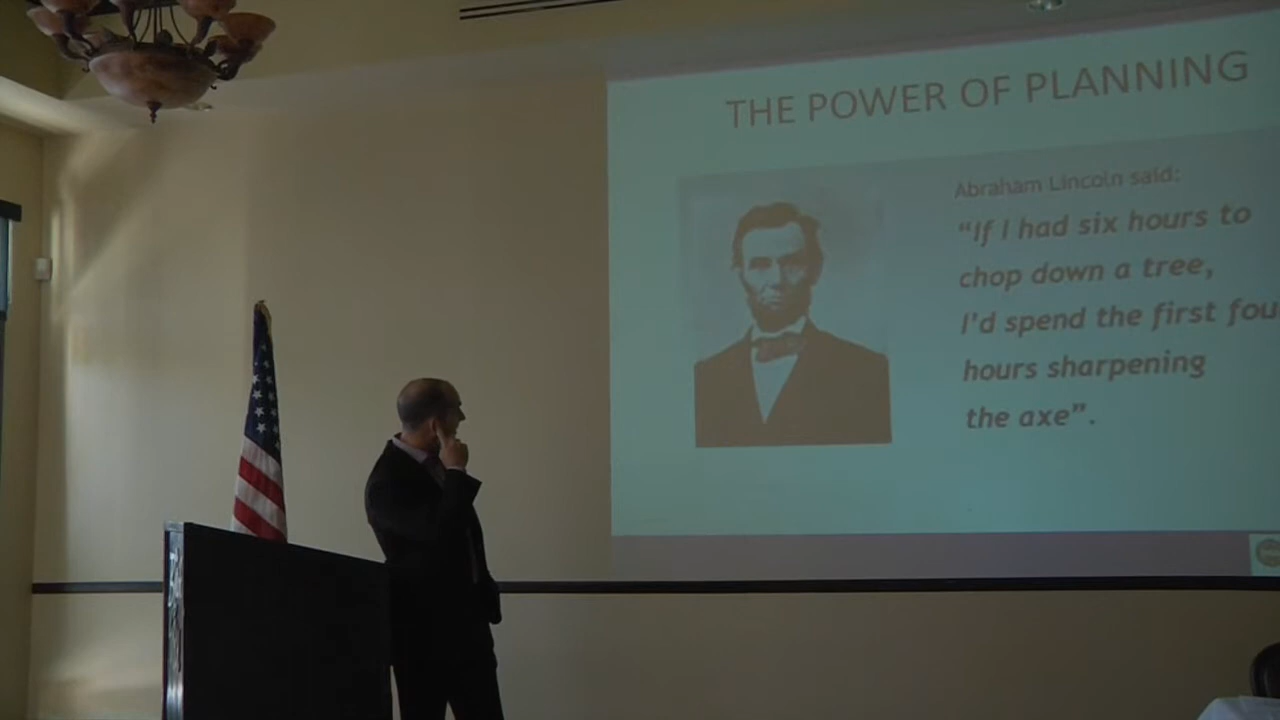 THE POWER OF PLANNING
Abraham Lincoln said:
"If I had six hours to
chop down a tree,
I'd spend the first fou
hours sharpening
the axe".